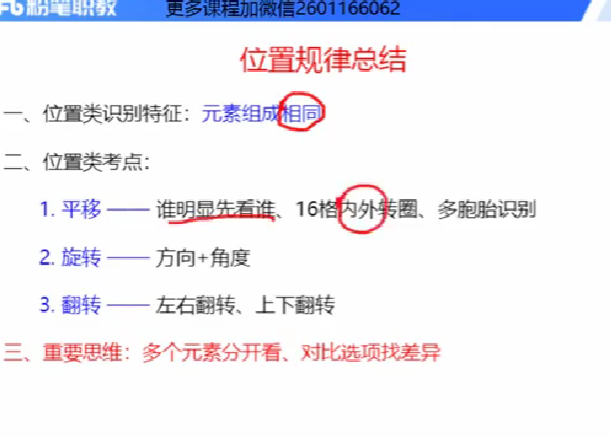 粉笔职教 更多课程加微信2601166062
位置规律总结
一、位置类识别特征：元素组成相同
二、位置类考点：
1. 平移 —— 谁明显先看谁、16格内外转圈、多胞胎识别
2. 旋转 —— 方向+角度
3. 翻转 —— 左右翻转、上下翻转
三、重要思维：多个元素分开看、对比选项找差异